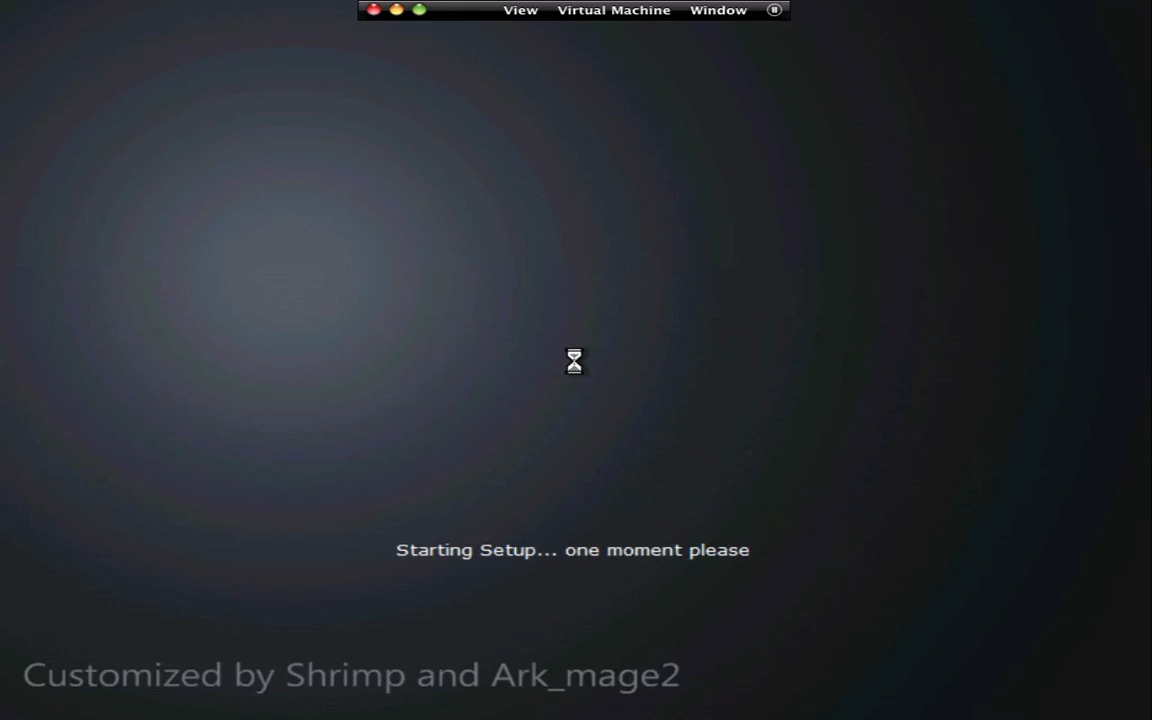 View Virtual Machine Window
Starting Setup... one moment please
Customized by Shrimp and Ark_mage2